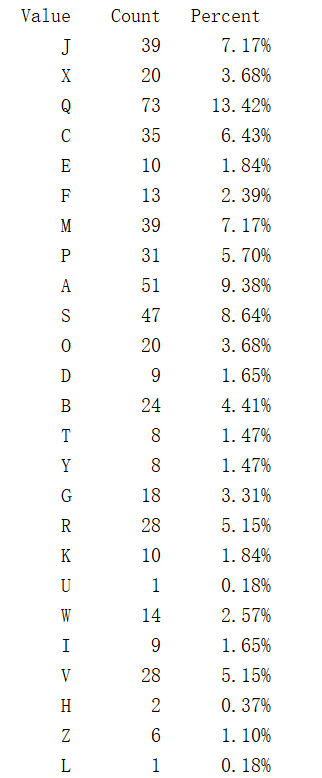 Value Count Percent
J 39 7.17%
X 20 3.68%
Q 73 13.42%
C 35 6.43%
E 10 1.84%
F 13 2.39%
M 39 7.17%
P 31 5.70%
A 51 9.38%
S 47 8.64%
O 20 3.68%
D 9 1.65%
B 24 4.41%
T 8 1.47%
Y 8 1.47%
G 18 3.31%
R 28 5.15%
K 10 1.84%
U 1 0.18%
W 14 2.57%
I 9 1.65%
V 28 5.15%
H 2 0.37%
Z 6 1.10%
L 1 0.18%